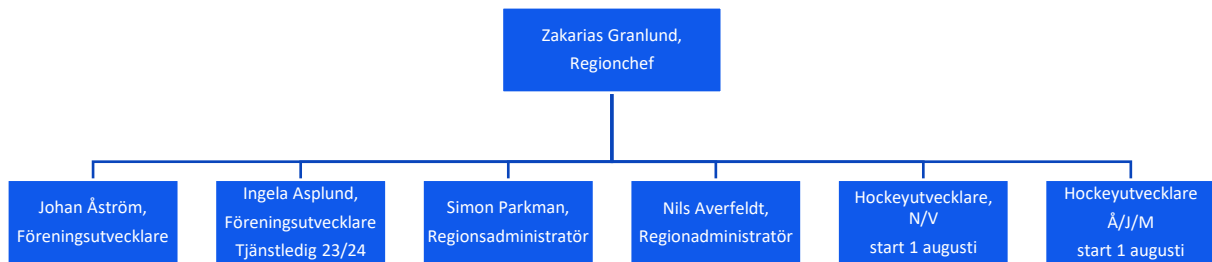 Zakarias Granlund,
Regionchef
Johan Åström,
Föreningsutvecklare
Ingela Asplund,
Föreningsutvecklare
Tjänstledig 23/24
Simon Parkman,
Regionsadministratör
Nils Averfeldt,
Regionadministratör
Hockeyutvecklare,
N/V
start 1 augusti
Hockeyutvecklare
Å/J/M
start 1 augusti